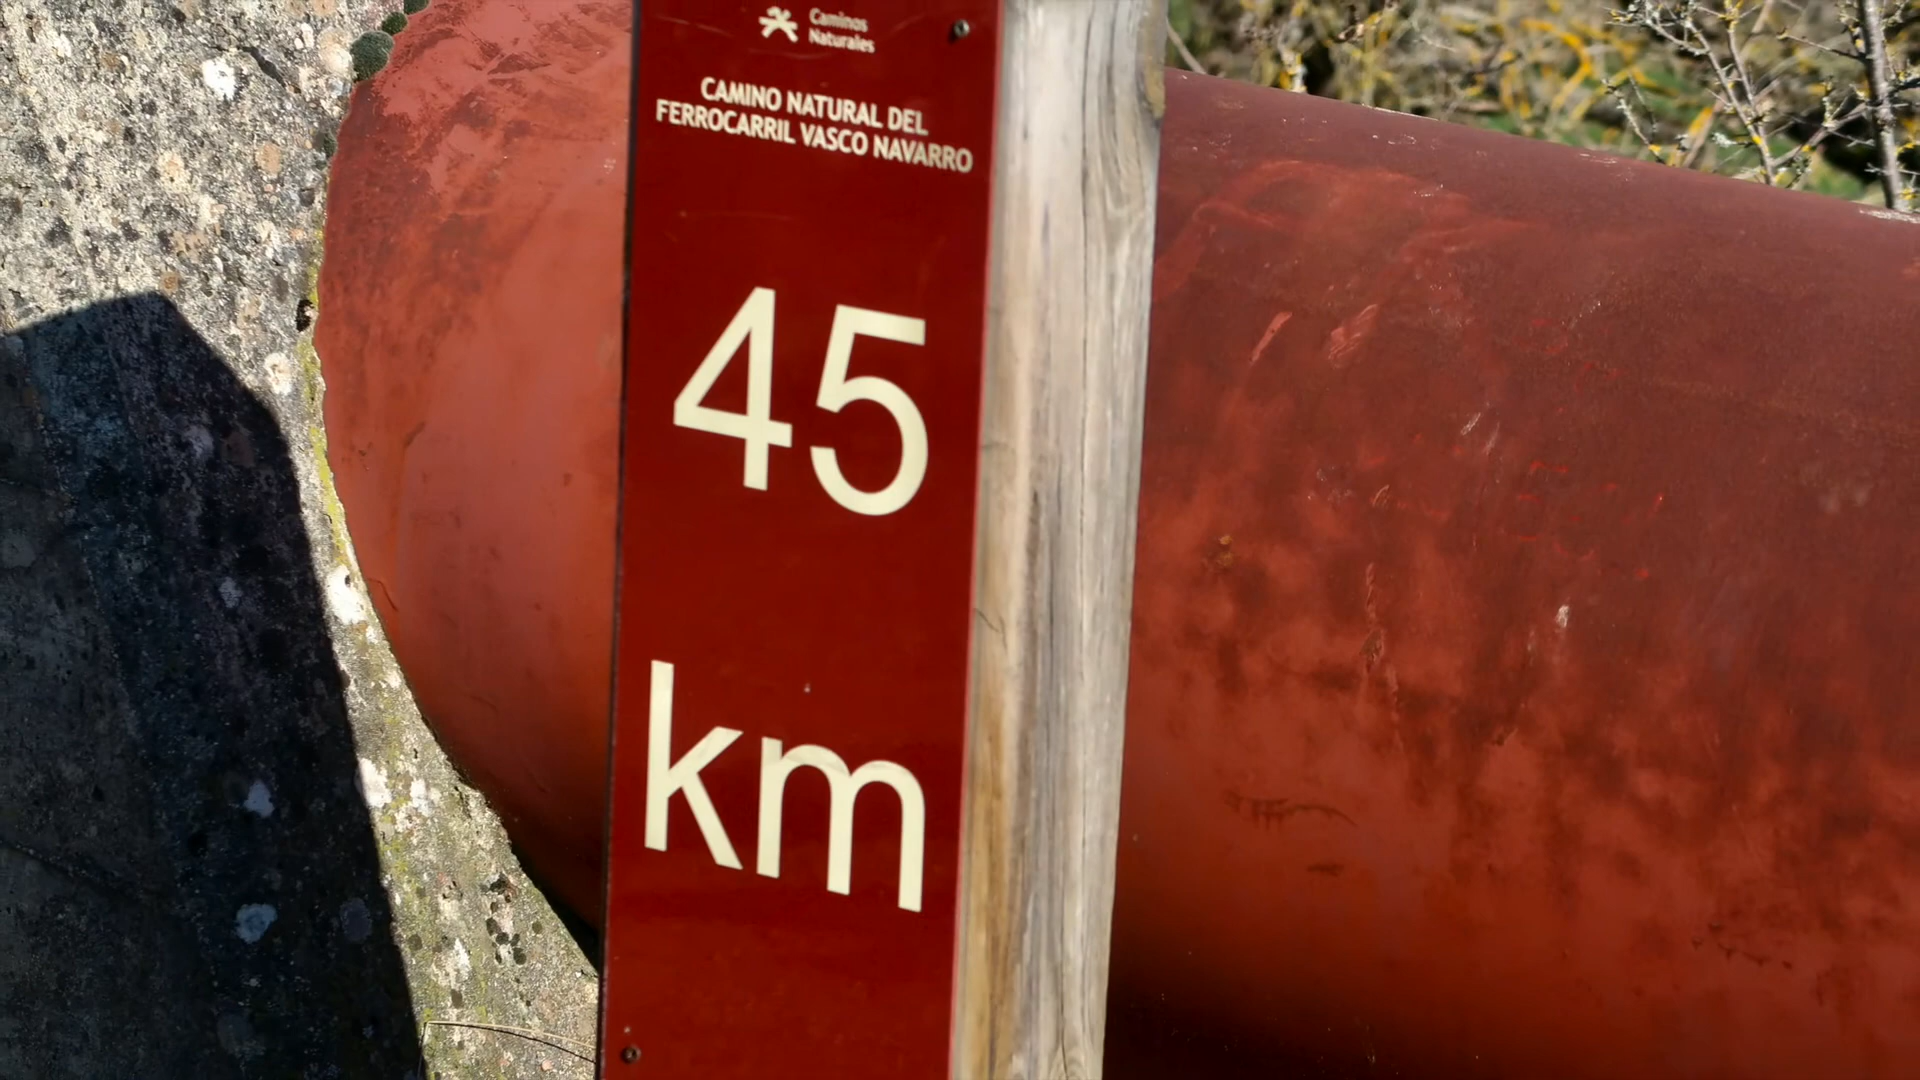 Caminos
Naturales
CAMINO NATURAL DEL
FERROCARRIL VASCO NAVARRO
45
km